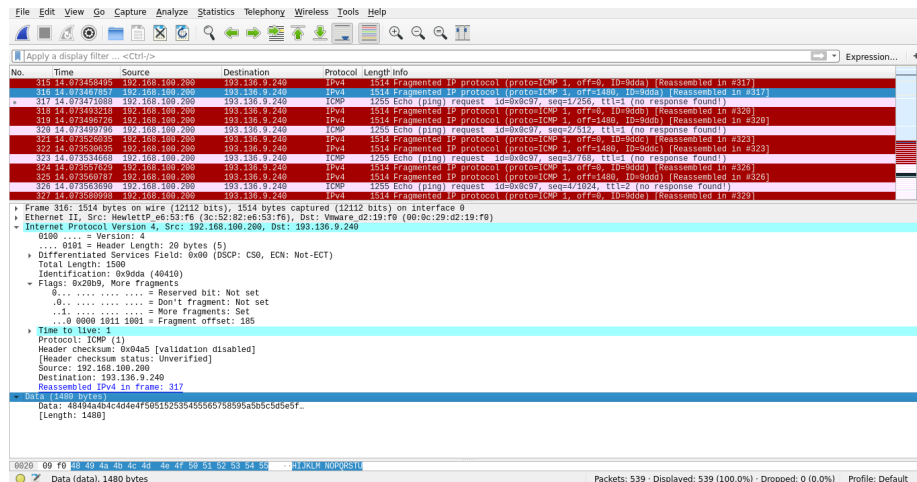 File Edit View Go Capture Analyze Statistics Telephony Wireless Tools Help
Apply a display filter ... <Ctrl-/> Expression... +
No. Time Source Destination Protocol Length Info
315 14.073458495 192.168.100.200 193.136.9.240 IPv4 1514 Fragmented IP protocol (proto=ICMP 1, off=0, ID=9dda) [Reassembled in #317]
316 14.073467857 192.168.100.200 193.136.9.240 IPv4 1514 Fragmented IP protocol (proto=ICMP 1, off=1480, ID=9dda) [Reassembled in #317]
317 14.073471088 192.168.100.200 193.136.9.240 ICMP 1255 Echo (ping) request id=0x0c97, seq=1/256, ttl=1 (no response found!)
318 14.073493218 192.168.100.200 193.136.9.240 IPv4 1514 Fragmented IP protocol (proto=ICMP 1, off=0, ID=9ddb) [Reassembled in #320]
319 14.073496726 192.168.100.200 193.136.9.240 IPv4 1514 Fragmented IP protocol (proto=ICMP 1, off=1480, ID=9ddb) [Reassembled in #320]
320 14.073499796 192.168.100.200 193.136.9.240 ICMP 1255 Echo (ping) request id=0x0c97, seq=2/512, ttl=1 (no response found!)
321 14.073526035 192.168.100.200 193.136.9.240 IPv4 1514 Fragmented IP protocol (proto=ICMP 1, off=0, ID=9ddc) [Reassembled in #323]
322 14.073530635 192.168.100.200 193.136.9.240 IPv4 1514 Fragmented IP protocol (proto=ICMP 1, off=1480, ID=9ddc) [Reassembled in #323]
323 14.073534668 192.168.100.200 193.136.9.240 ICMP 1255 Echo (ping) request id=0x0c97, seq=3/768, ttl=1 (no response found!)
324 14.073557629 192.168.100.200 193.136.9.240 IPv4 1514 Fragmented IP protocol (proto=ICMP 1, off=0, ID=9ddd) [Reassembled in #326]
325 14.073560787 192.168.100.200 193.136.9.240 IPv4 1514 Fragmented IP protocol (proto=ICMP 1, off=1480, ID=9ddd) [Reassembled in #326]
326 14.073563690 192.168.100.200 193.136.9.240 ICMP 1255 Echo (ping) request id=0x0c97, seq=4/1024, ttl=2 (no response found!)
327 14.073580998 192.168.100.200 193.136.9.240 IPv4 1514 Fragmented IP protocol (proto=ICMP 1, off=0, ID=9dde) [Reassembled in #329]
Frame 316: 1514 bytes on wire (12112 bits), 1514 bytes captured (12112 bits) on interface 0
Ethernet II, Src: HewlettP_e6:53:f6 (3c:52:82:e6:53:f6), Dst: Vmware_d2:19:f0 (00:0c:29:d2:19:f0)
Internet Protocol Version 4, Src: 192.168.100.200, Dst: 193.136.9.240
0100 .... = Version: 4
.... 0101 = Header Length: 20 bytes (5)
Differentiated Services Field: 0x00 (DSCP: CS0, ECN: Not-ECT)
Total Length: 1500
Identification: 0x9dda (40410)
Flags: 0x20b9, More fragments
0... .... .... .... = Reserved bit: Not set
.0.. .... .... .... = Don't fragment: Not set
..1. .... .... .... = More fragments: Set
...0 0000 1011 1001 = Fragment offset: 185
Time to live: 1
Protocol: ICMP (1)
Header checksum: 0x04a5 [validation disabled]
[Header checksum status: Unverified]
Source: 192.168.100.200
Destination: 193.136.9.240
Reassembled IPv4 in frame: 317
Data (1480 bytes)
Data: 48494a4b4c4d4e4f505152535455565758595a5b5c5d5e5f…
[Length: 1480]
0020 09 f0 48 49 4a 4b 4c 4d 4e 4f 50 51 52 53 54 55 ··HIJKLM NOPQRSTU
Data (data), 1480 bytes Packets: 539 · Displayed: 539 (100.0%) · Dropped: 0 (0.0%) Profile: Default